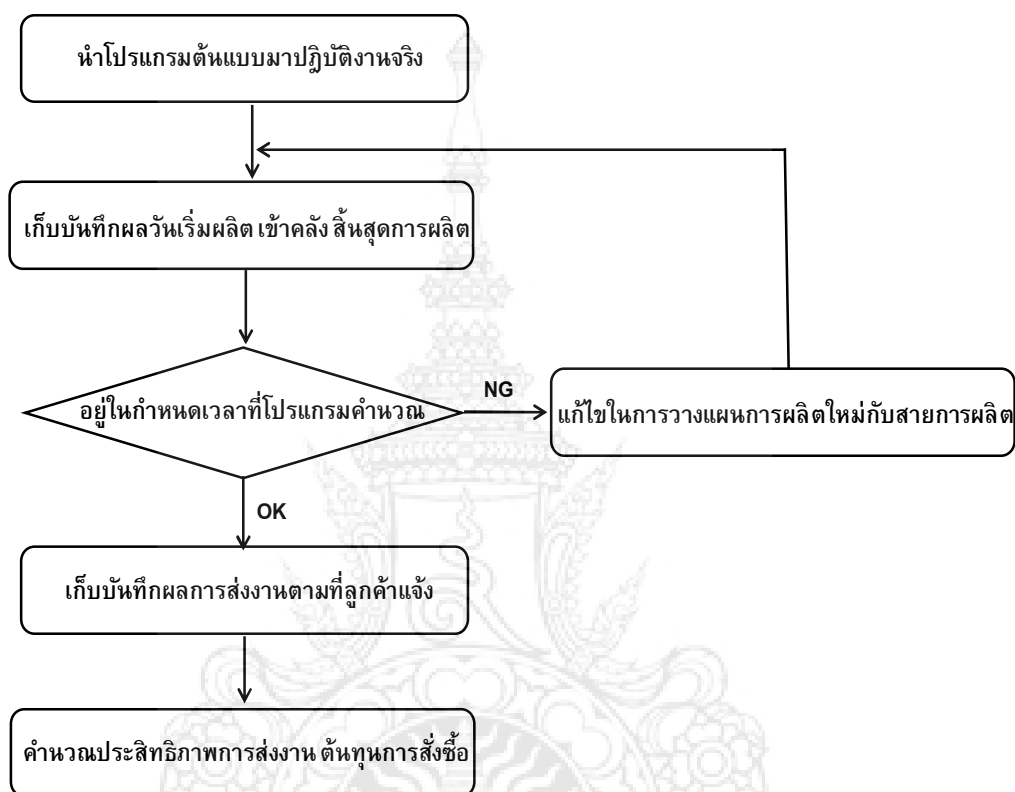 นำโปรแกรมต้นแบบมาปฏิบัติงานจริง
เก็บบันทึกผลวันเริ่มผลิต เข้าคลัง สิ้นสุดการผลิต
อยู่ในกำหนดเวลาที่โปรแกรมคำนวณ
NG
แก้ไขในการวางแผนการผลิตใหม่กับสายการผลิต
OK
เก็บบันทึกผลการส่งงานตามที่ลูกค้าแจ้ง
คำนวณประสิทธิภาพการส่งงาน ต้นทุนการสั่งซื้อ